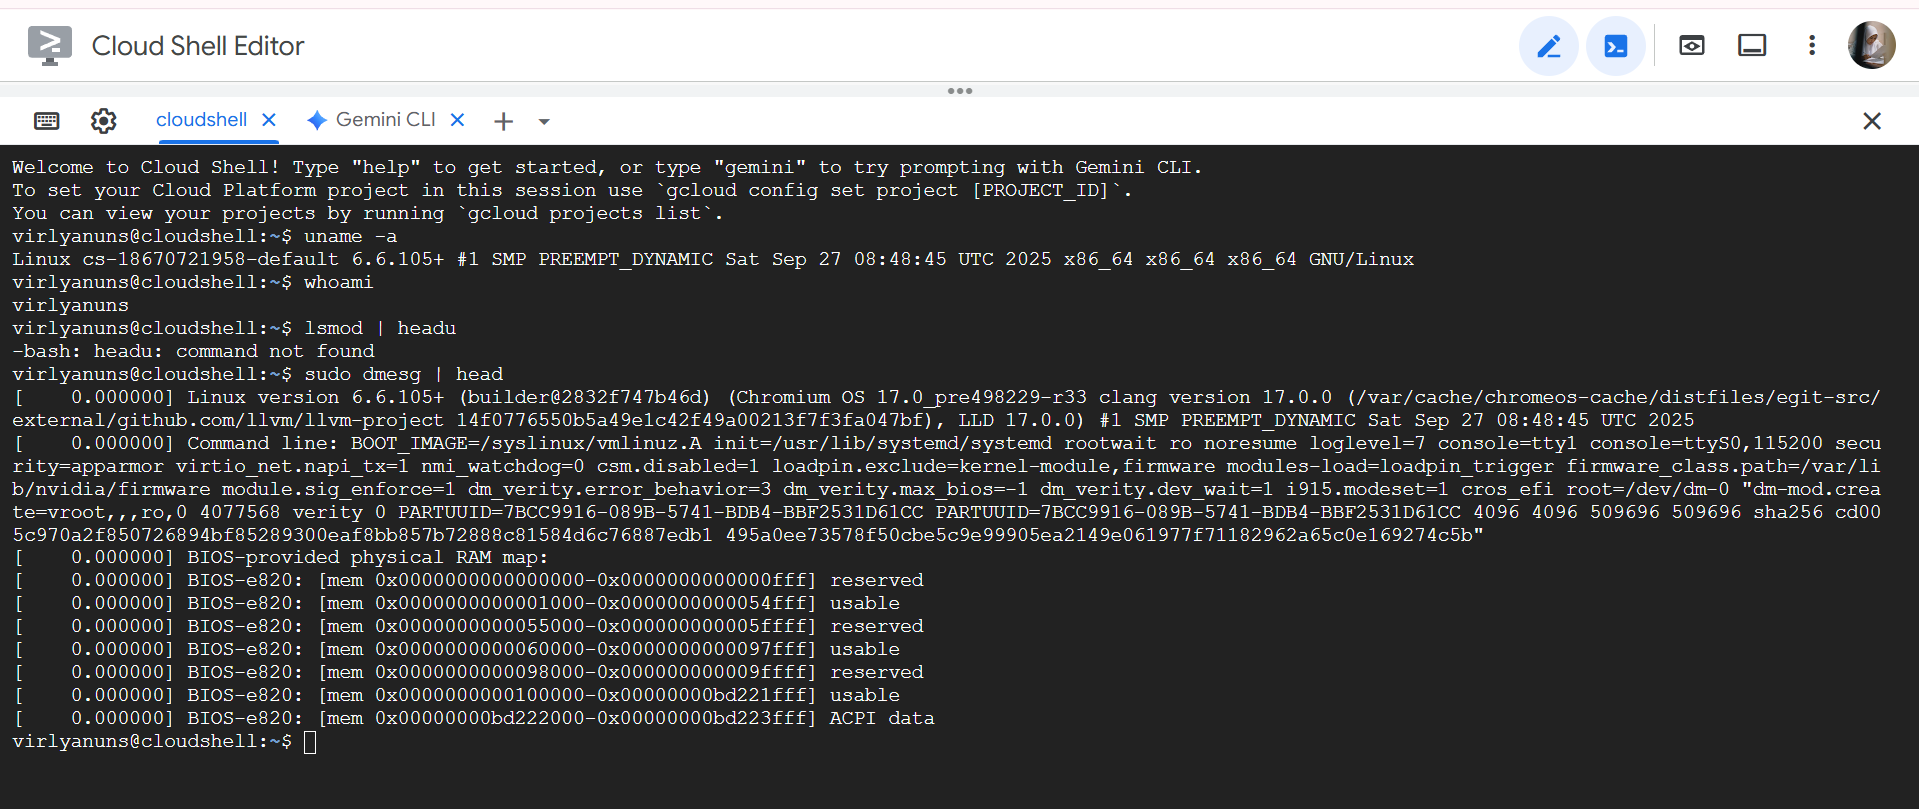 Cloud Shell Editor
cloudshell
Gemini CLI
Welcome to Cloud Shell! Type "help" to get started, or type "gemini" to try prompting with Gemini CLI.
To set your Cloud Platform project in this session use `gcloud config set project [PROJECT_ID]`.
You can view your projects by running `gcloud projects list`.
virlyanuns@cloudshell:~$ uname -a
Linux cs-18670721958-default 6.6.105+ #1 SMP PREEMPT_DYNAMIC Sat Sep 27 08:48:45 UTC 2025 x86_64 x86_64 x86_64 GNU/Linux
virlyanuns@cloudshell:~$ whoami
virlyanuns
virlyanuns@cloudshell:~$ lsmod | headu
-bash: headu: command not found
virlyanuns@cloudshell:~$ sudo dmesg | head
[    0.000000] Linux version 6.6.105+ (builder@2832f747b46d) (Chromium OS 17.0_pre498229-r33 clang version 17.0.0 (/var/cache/chromeos-cache/distfiles/egit-src/
external/github.com/llvm/llvm-project 14f0776550b5a49e1c42f49a00213f7f3fa047bf), LLD 17.0.0) #1 SMP PREEMPT_DYNAMIC Sat Sep 27 08:48:45 UTC 2025
[    0.000000] Command line: BOOT_IMAGE=/syslinux/vmlinuz.A init=/usr/lib/systemd/systemd rootwait ro noresume loglevel=7 console=tty1 console=ttyS0,115200 secu
rity=apparmor virtio_net.napi_tx=1 nmi_watchdog=0 csm.disabled=1 loadpin.exclude=kernel-module,firmware modules-load=loadpin_trigger firmware_class.path=/var/li
b/nvidia/firmware module.sig_enforce=1 dm_verity.error_behavior=3 dm_verity.max_bios=-1 dm_verity.dev_wait=1 i915.modeset=1 cros_efi root=/dev/dm-0 "dm-mod.crea
te=vroot,,,ro,0 4077568 verity 0 PARTUUID=7BCC9916-089B-5741-BDB4-BBF2531D61CC PARTUUID=7BCC9916-089B-5741-BDB4-BBF2531D61CC 4096 4096 509696 509696 sha256 cd00
5c970a2f850726894bf85289300eaf8bb857b72888c81584d6c76887edb1 495a0ee73578f50cbe5c9e99905ea2149e061977f71182962a65c0e169274c5b"
[    0.000000] BIOS-provided physical RAM map:
[    0.000000] BIOS-e820: [mem 0x0000000000000000-0x0000000000000fff] reserved
[    0.000000] BIOS-e820: [mem 0x0000000000001000-0x0000000000054fff] usable
[    0.000000] BIOS-e820: [mem 0x0000000000055000-0x000000000005ffff] reserved
[    0.000000] BIOS-e820: [mem 0x0000000000060000-0x0000000000097fff] usable
[    0.000000] BIOS-e820: [mem 0x0000000000098000-0x000000000009ffff] reserved
[    0.000000] BIOS-e820: [mem 0x0000000000100000-0x00000000bd221fff] usable
[    0.000000] BIOS-e820: [mem 0x00000000bd222000-0x00000000bd223fff] ACPI data
virlyanuns@cloudshell:~$